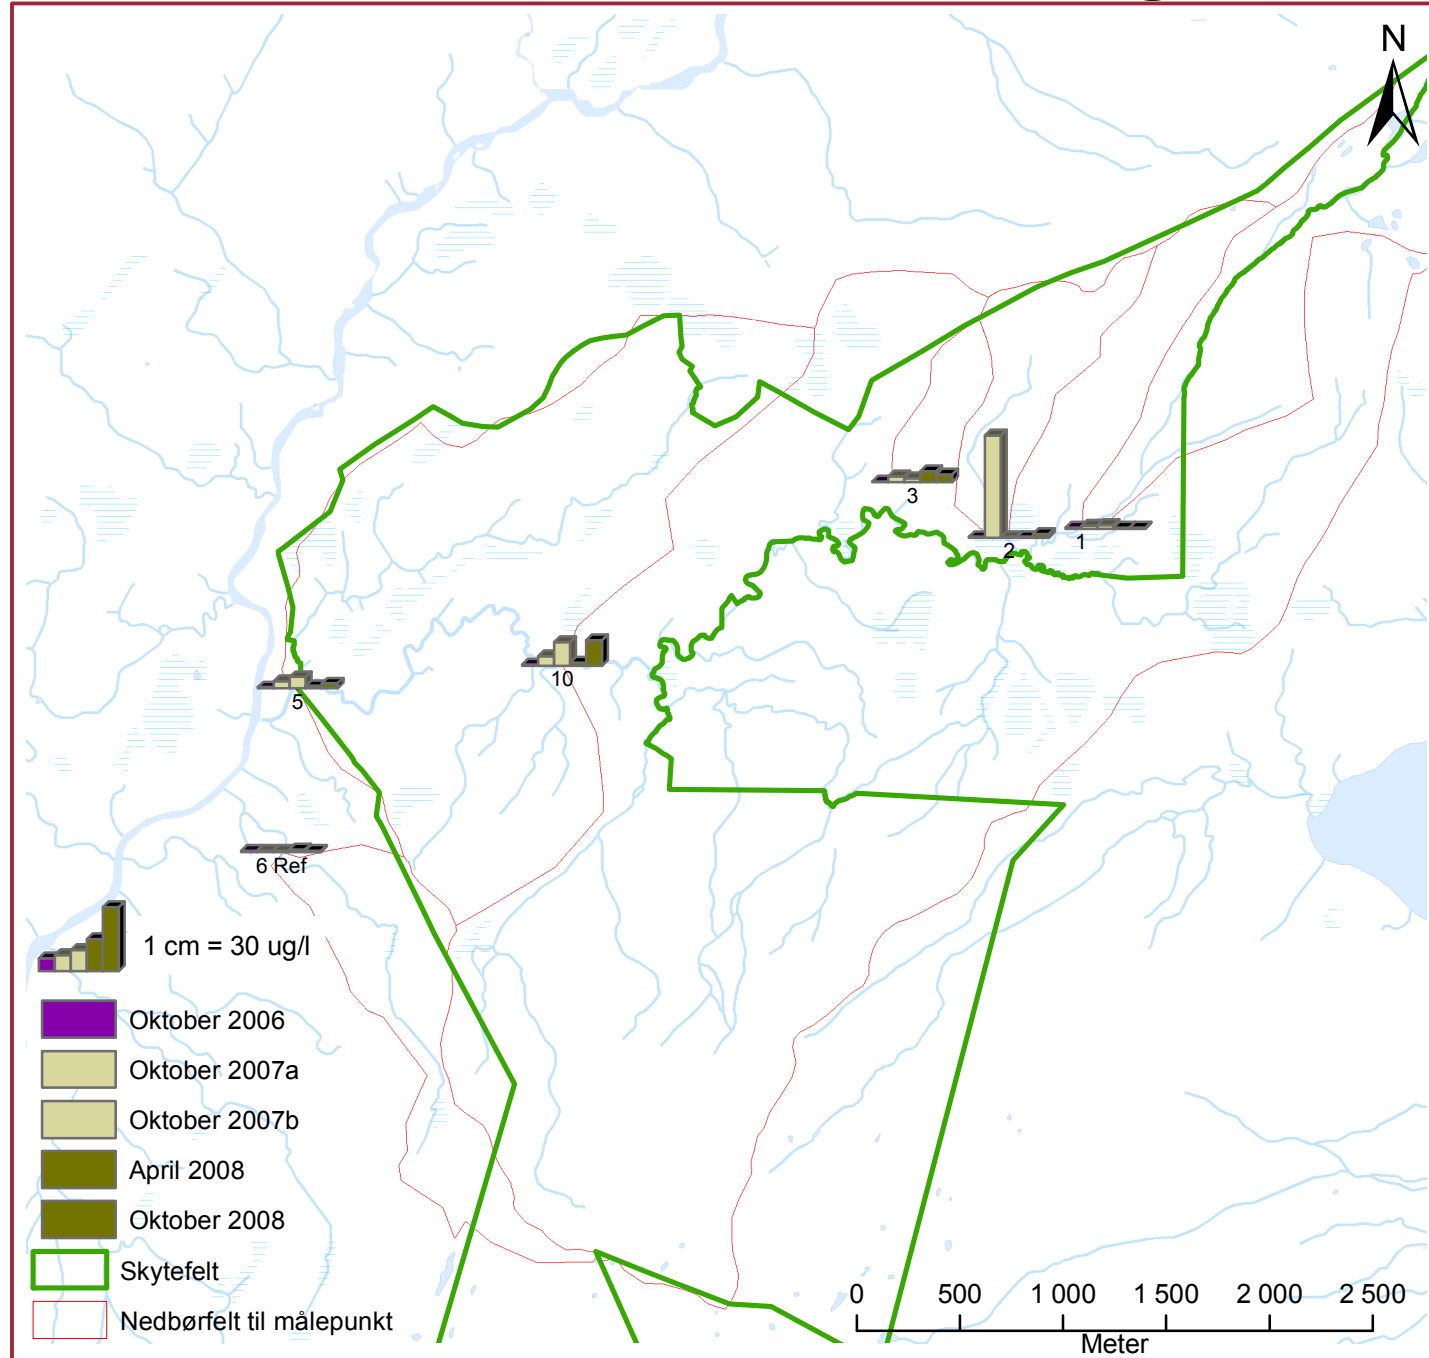 N
3
2
1
10
5
6 Ref
1 cm = 30 ug/l
Oktober 2006
Oktober 2007a
Oktober 2007b
April 2008
Oktober 2008
Skytefelt
Nedbørfelt til målepunkt
0 500 1 000 1 500 2 000 2 500
Meter